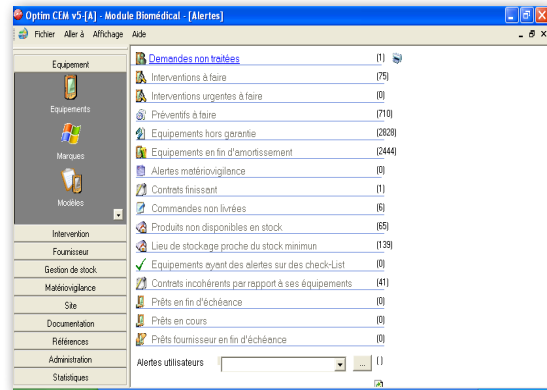 Optim CEM v5-[A] - Module Biomédical - [Alertes]
Fichier Aller à Affichage Aide
Equipement
Equipements
Marques
Modèles
Intervention
Fournisseur
Gestion de stock
Matériovigilance
Site
Documentation
Références
Administration
Statistiques
Demandes non traitées (1)
Interventions à faire (75)
Interventions urgentes à faire (0)
Préventifs à faire (710)
Equipements hors garantie (2828)
Equipements en fin d'amortissement (2444)
Alertes matériovigilance (0)
Contrats finissant (1)
Commandes non livrées (6)
Produits non disponibles en stock (65)
Lieu de stockage proche du stock minimun (139)
Equipements ayant des alertes sur des check-List (0)
Contrats incohérents par rapport à ses équipements (41)
Prêts en fin d'échéance (0)
Prêts en cours (0)
Prêts fournisseur en fin d'échéance (0)
Alertes utilisateurs ... ()